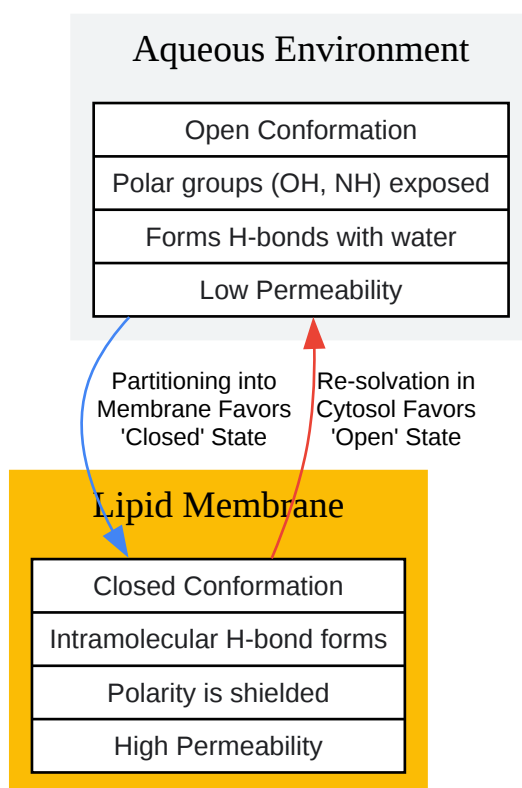 Aqueous Environment
Open Conformation
Polar groups (OH, NH) exposed
Forms H-bonds with water
Low Permeability
Partitioning into
Membrane Favors
'Closed' State
Re-solvation in
Cytosol Favors
'Open' State
Lipid Membrane
Closed Conformation
Intramolecular H-bond forms
Polarity is shielded
High Permeability